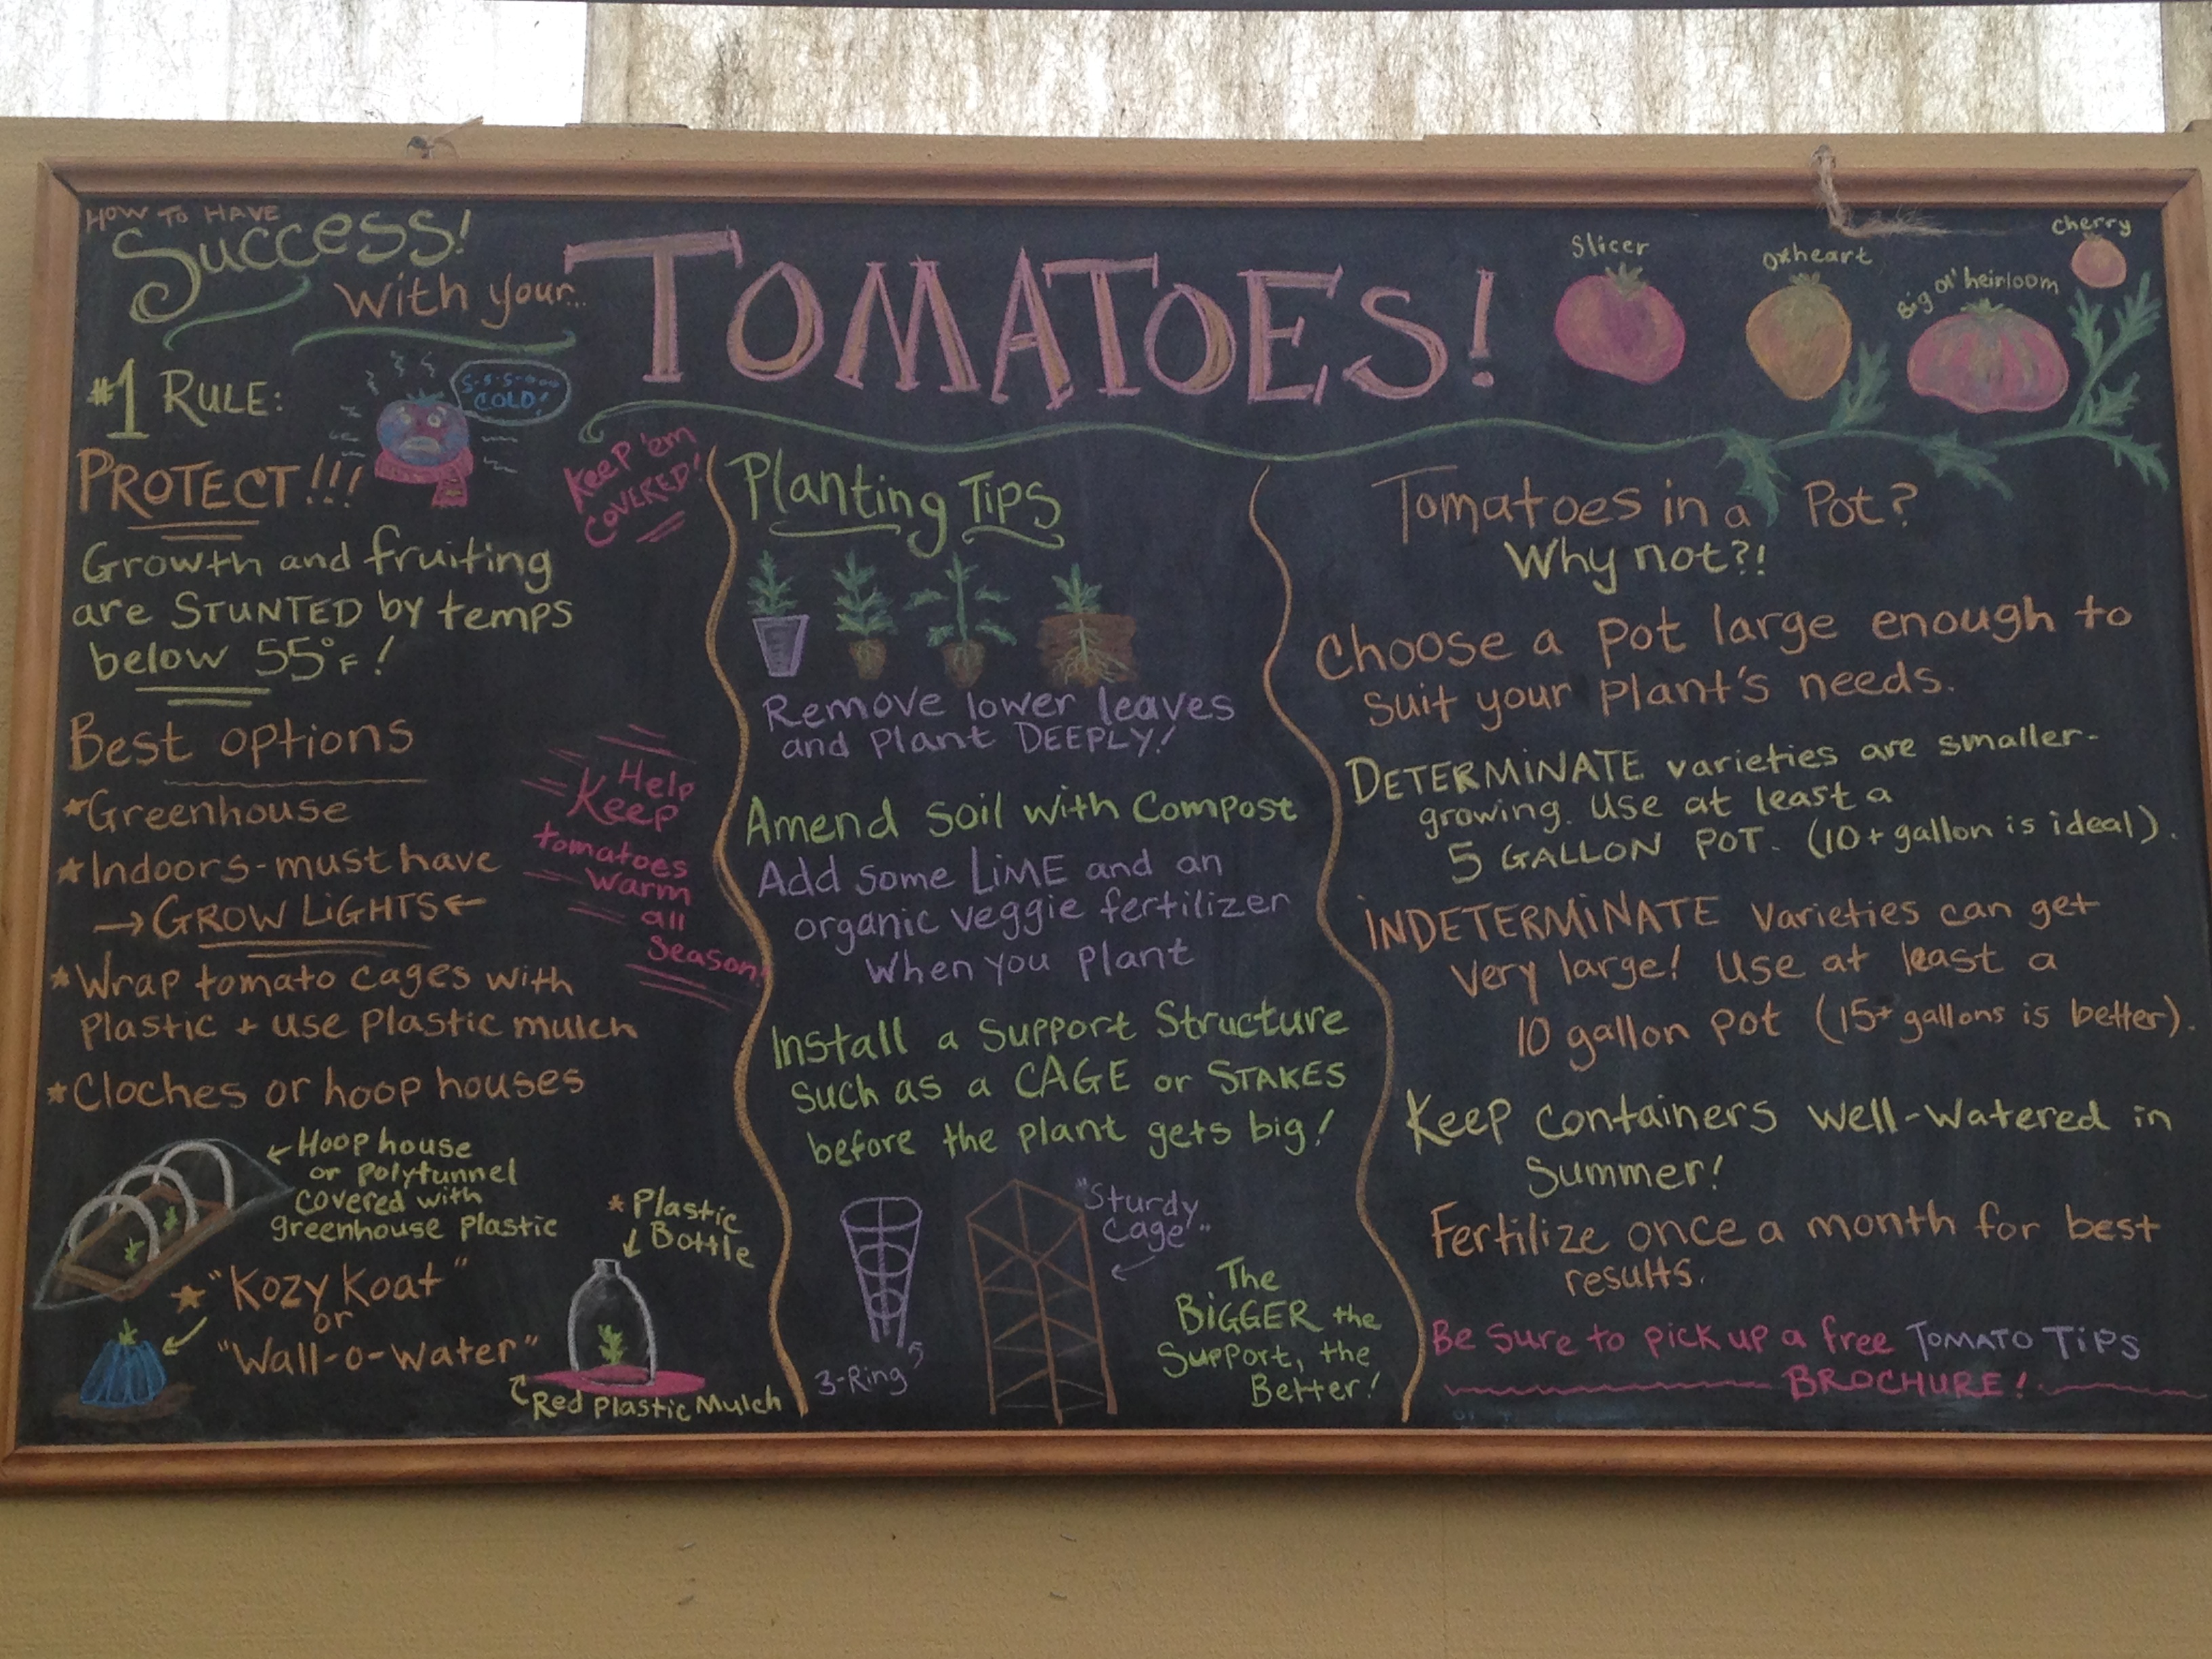 HOW TO HAVE
Success!
with your...
TOMATOES!
Slicer
Oxheart
Big ol' heirloom
Cherry
#1 RULE:
S-S-S-ooo
COLD!
PROTECT!!!
Keep 'em
COVERED!
Growth and fruiting
are STUNTED by temps
below 55°F!
Best options
*Greenhouse
*Indoors-must have
→GROW LIGHTS←
*Wrap tomato cages with
plastic + use plastic mulch
*Cloches or hoop houses
Help
Keep
tomatoes
warm
all
Season!
←Hoop house
or polytunnel
covered with
greenhouse plastic
"Kozy Koat"
or
"Wall-o-water"
*Plastic
Bottle
Red Plastic Mulch
Planting Tips
Remove lower leaves
and plant DEEPLY!
Amend soil with Compost
Add some LIME and an
organic veggie fertilizer
When you plant
Install a Support Structure
such as a CAGE or STAKES
before the plant gets big!
3-Ring
"Sturdy
Cage"
The
BIGGER the
Support, the
Better!
Tomatoes in a Pot?
Why not?!
Choose a pot large enough to
suit your plant's needs.
DETERMINATE varieties are smaller-
growing. Use at least a
5 GALLON POT. (10+ gallon is ideal).
INDETERMINATE Varieties can get
very large! Use at least a
10 gallon pot (15+ gallons is better).
Keep containers well-watered in
Summer!
Fertilize once a month for best
results.
Be Sure to pick up a free TOMATO TIPS
BROCHURE!